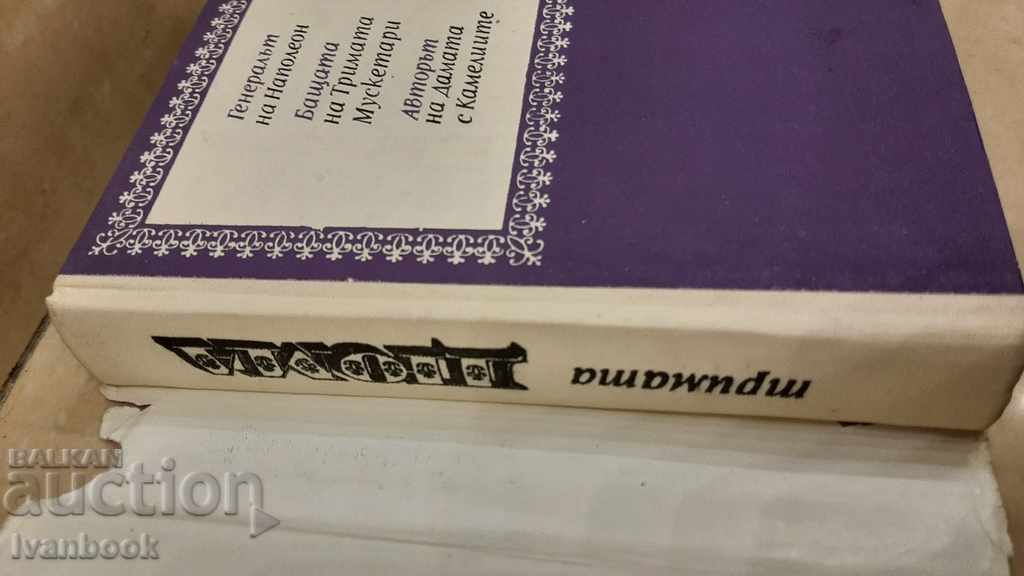 Генералът
на Наполеон
Бащата
на Тримата
Мускетари
Авторът
на Дамата
с Камелиите
тримата
Дюма
BALKAN
auction
Ivanbook